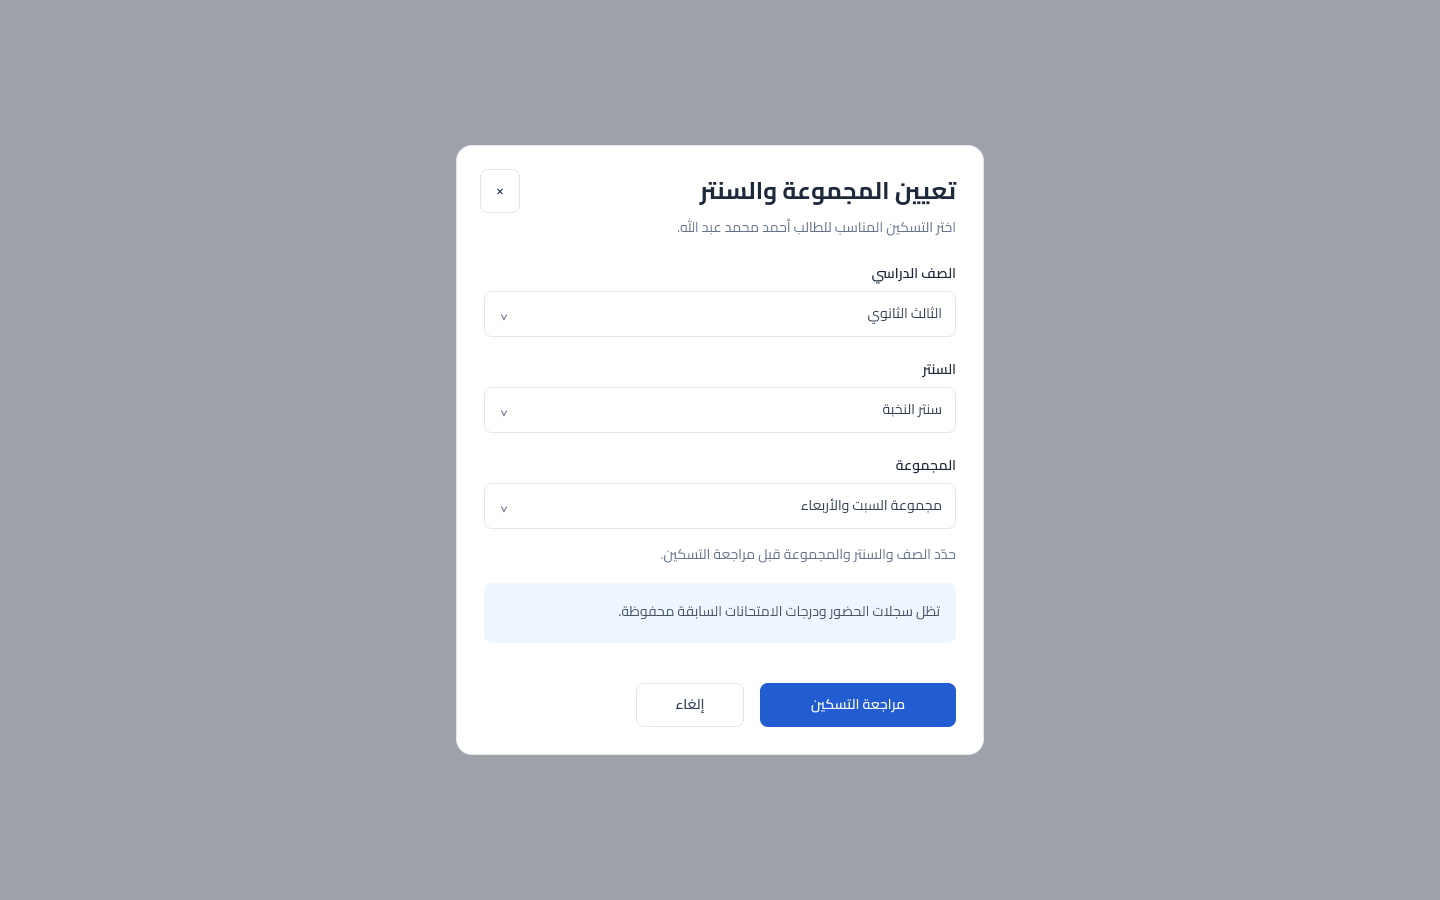 تعيين المجموعة والسنتر
×
اختر التسكين المناسب للطالب أحمد محمد عبد الله.
الصف الدراسي
الثالث الثانوي
السنتر
سنتر النخبة
المجموعة
مجموعة السبت والأربعاء
حدّد الصف والسنتر والمجموعة قبل مراجعة التسكين.
تظل سجلات الحضور ودرجات الامتحانات السابقة محفوظة.
مراجعة التسكين
إلغاء